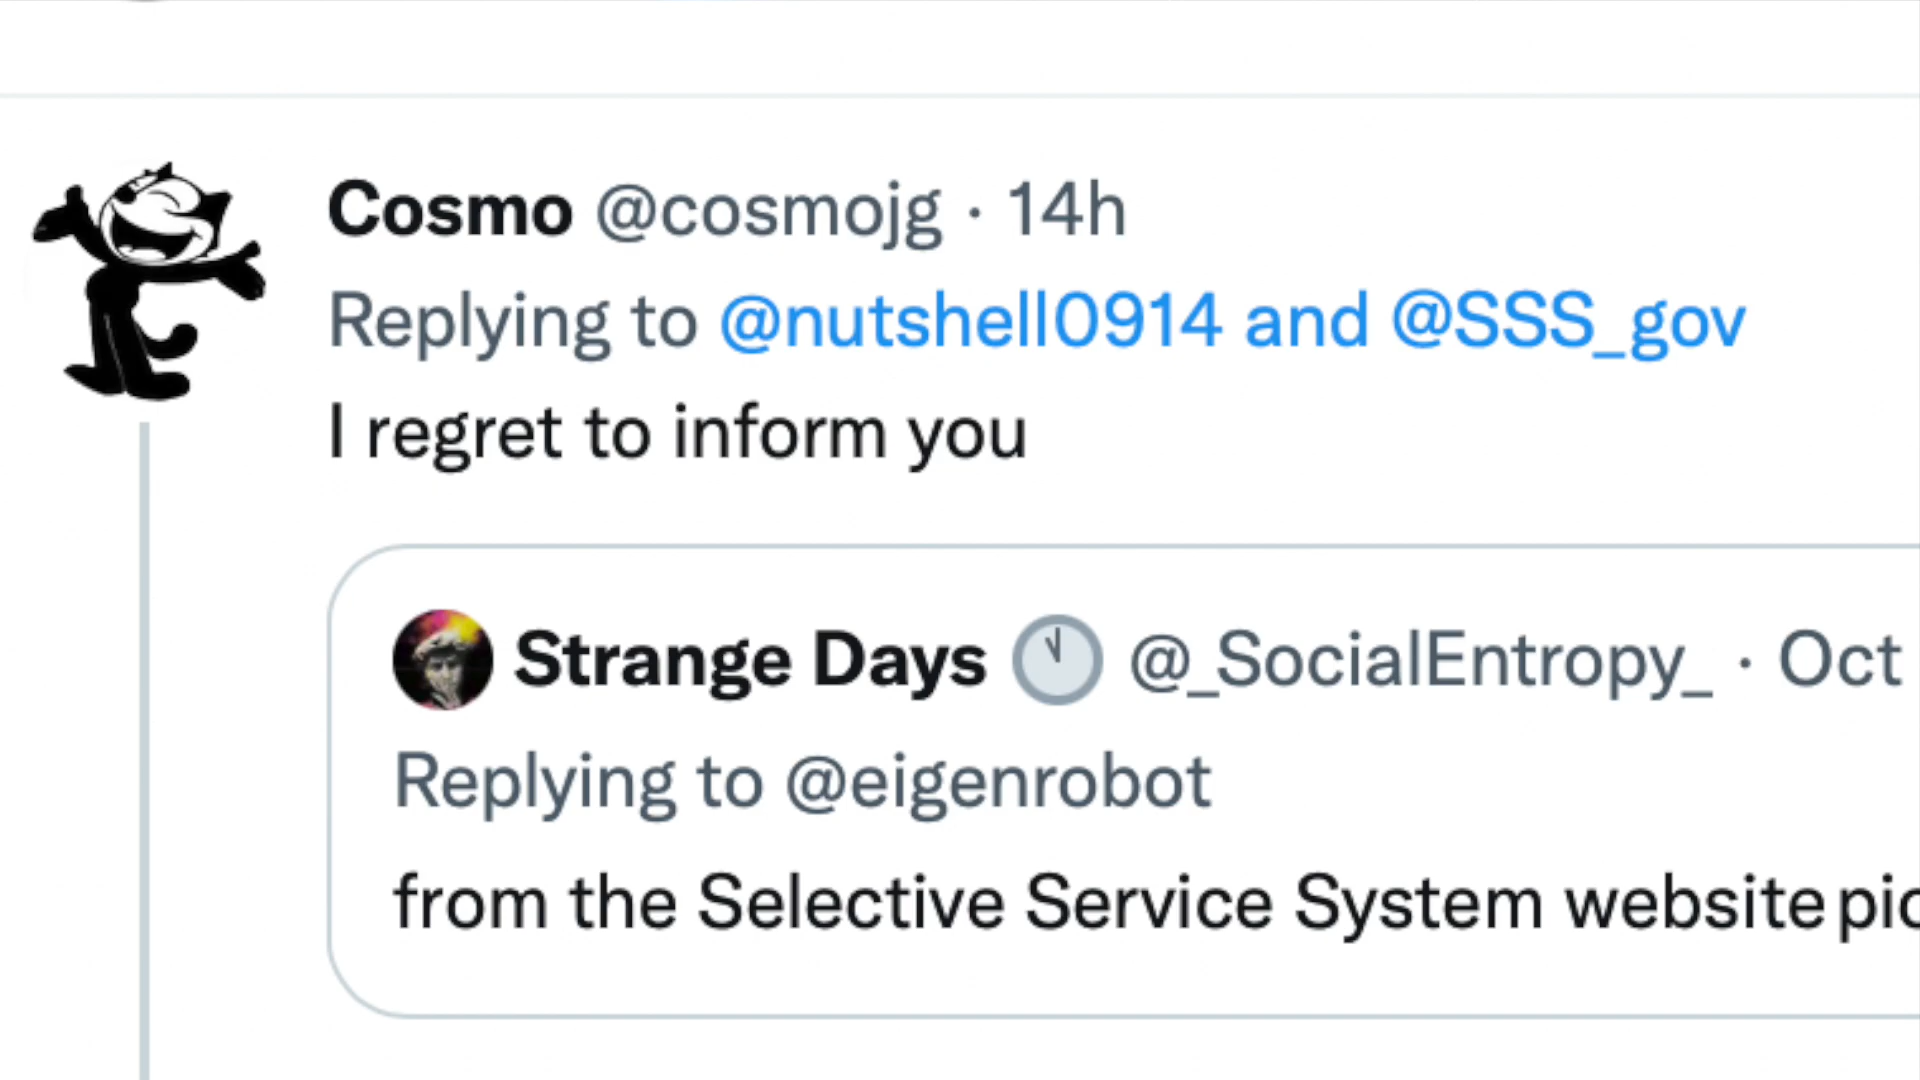 Cosmo @cosmojg · 14h
Replying to @nutshell0914 and @SSS_gov
I regret to inform you
Strange Days @_SocialEntropy_ · Oct
Replying to @eigenrobot
from the Selective Service System website